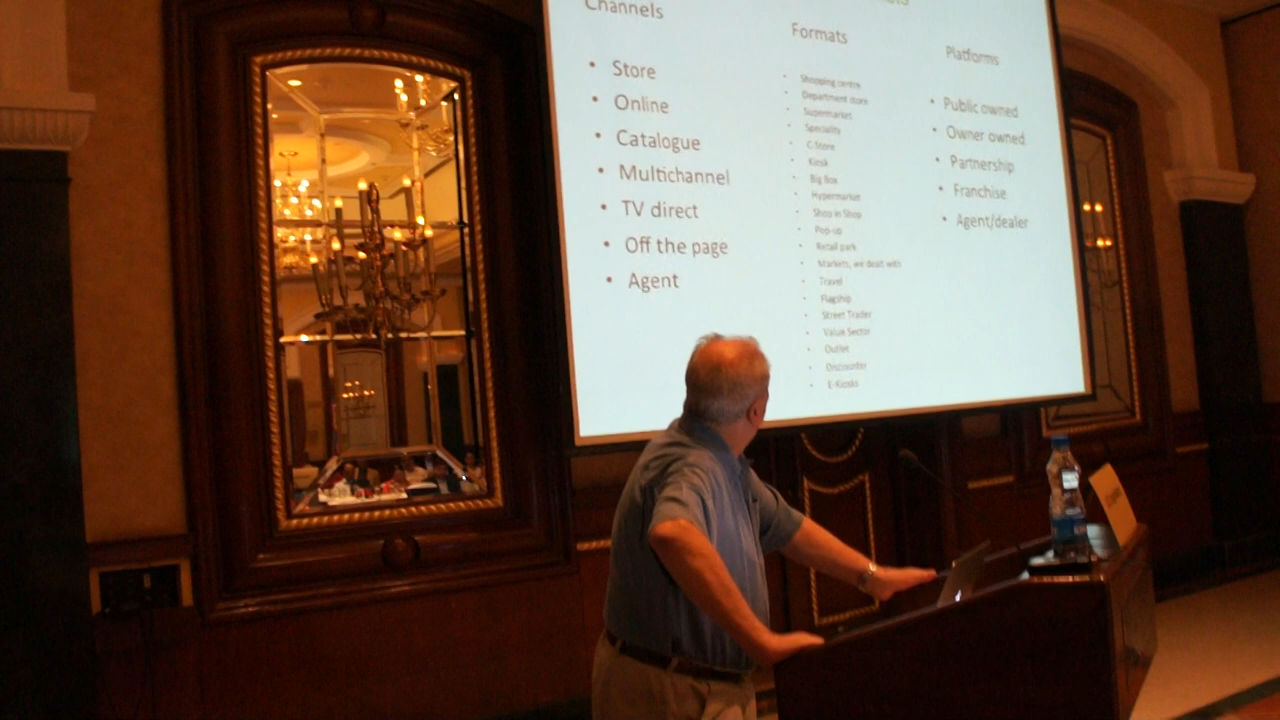 Channels
• Store
• Online
• Catalogue
• Multichannel
• TV direct
• Off the page
• Agent
Formats
• Shopping centre
• Department store
• Supermarket
• Speciality
• C-Store
• Kiosk
• Big Box
• Hypermarket
• Shop in Shop
• Pop-up
• Retail park
• Markets, we dealt with
• Travel
• Flagship
• Street Trader
• Value Sector
• Outlet
• Discounter
• E-Kiosks
Platforms
• Public owned
• Owner owned
• Partnership
• Franchise
• Agent/dealer